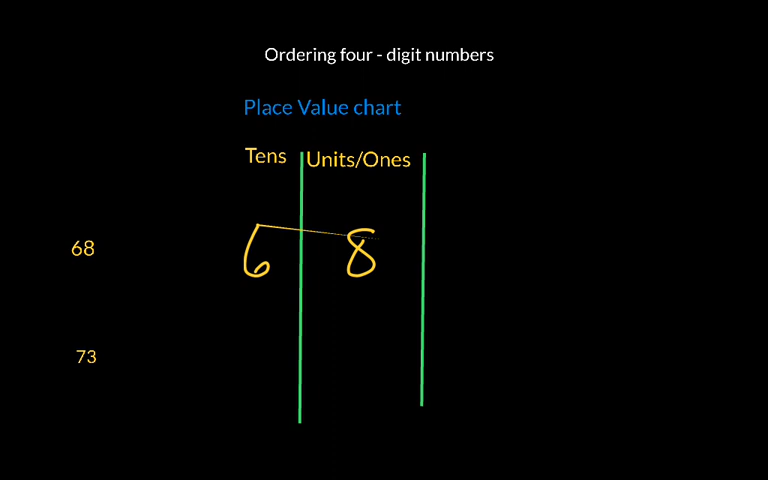 Ordering four - digit numbers
Place Value chart
Tens Units/Ones
68 6 8
73